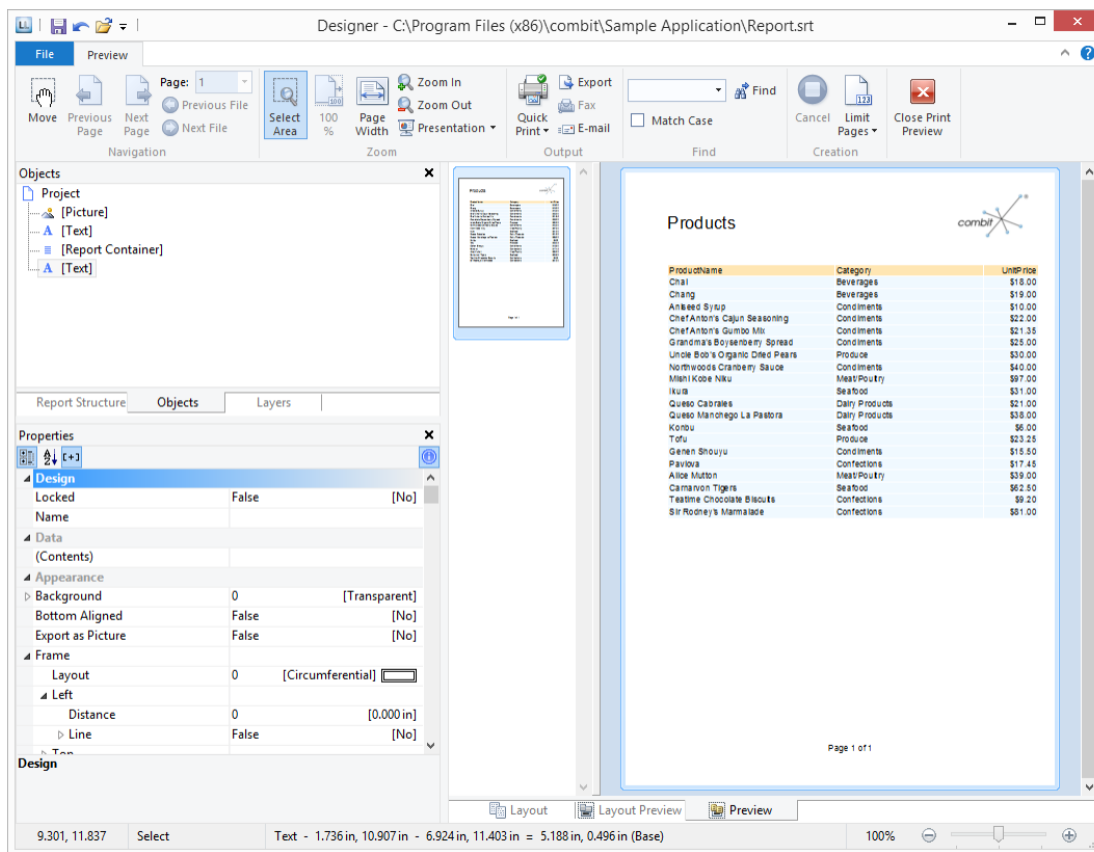 Designer - C:\Program Files (x86)\combit\Sample Application\Report.srt
File Preview
Move
Previous Page
Next Page
Page: 1
Previous File
Next File
Navigation
Select Area
100 %
Page Width
Zoom In
Zoom Out
Presentation
Zoom
Quick Print
Export
Fax
E-mail
Output
Find
Match Case
Find
Cancel
Limit Pages
Creation
Close Print Preview
Objects
Project
[Picture]
[Text]
[Report Container]
[Text]
Report Structure Objects Layers
Properties
Design
Locked False [No]
Name
Data
(Contents)
Appearance
Background 0 [Transparent]
Bottom Aligned False [No]
Export as Picture False [No]
Frame
Layout 0 [Circumferential]
Left
Distance 0 [0.000 in]
Line False [No]
Top
Design
Products
combit
ProductName Category UnitPrice
Chai Beverages $18.00
Chang Beverages $19.00
Aniseed Syrup Condiments $10.00
Chef Anton's Cajun Seasoning Condiments $22.00
Chef Anton's Gumbo Mix Condiments $21.35
Grandma's Boysenberry Spread Condiments $25.00
Uncle Bob's Organic Dried Pears Produce $30.00
Northwoods Cranberry Sauce Condiments $40.00
Mishi Kobe Niku Meat/Poultry $97.00
Ikura Seafood $31.00
Queso Cabrales Dairy Products $21.00
Queso Manchego La Pastora Dairy Products $38.00
Konbu Seafood $6.00
Tofu Produce $23.25
Genen Shouyu Condiments $15.50
Pavlova Confections $17.45
Alice Mutton Meat/Poultry $39.00
Carnarvon Tigers Seafood $62.50
Teatime Chocolate Biscuits Confections $9.20
Sir Rodney's Marmalade Confections $81.00
Page 1 of 1
Layout Layout Preview Preview
9.301, 11.837 Select Text - 1.736 in, 10.907 in - 6.924 in, 11.403 in = 5.188 in, 0.496 in (Base) 100%